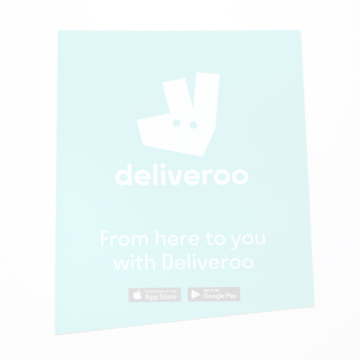 deliveroo
From here to you
with Deliveroo
App Store
Google Play